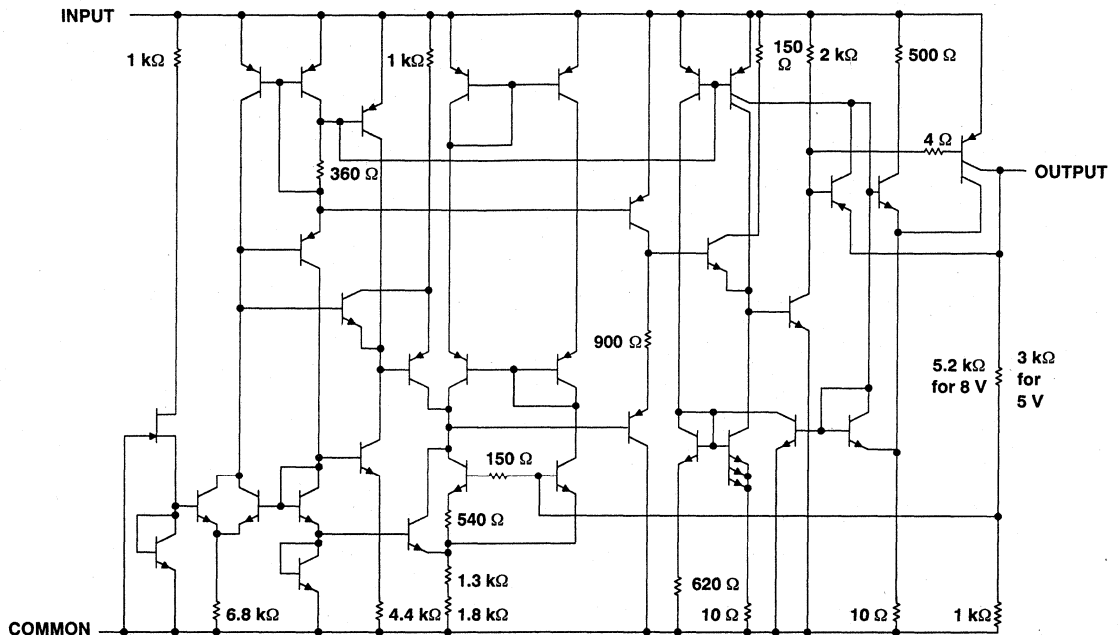 INPUT
1 kΩ
1 kΩ
150
Ω
2 kΩ
500 Ω
4 Ω
OUTPUT
360 Ω
900 Ω
5.2 kΩ
for 8 V
3 kΩ
for
5 V
150 Ω
540 Ω
1.3 kΩ
620 Ω
6.8 kΩ
4.4 kΩ
1.8 kΩ
10 Ω
10 Ω
1 kΩ
COMMON